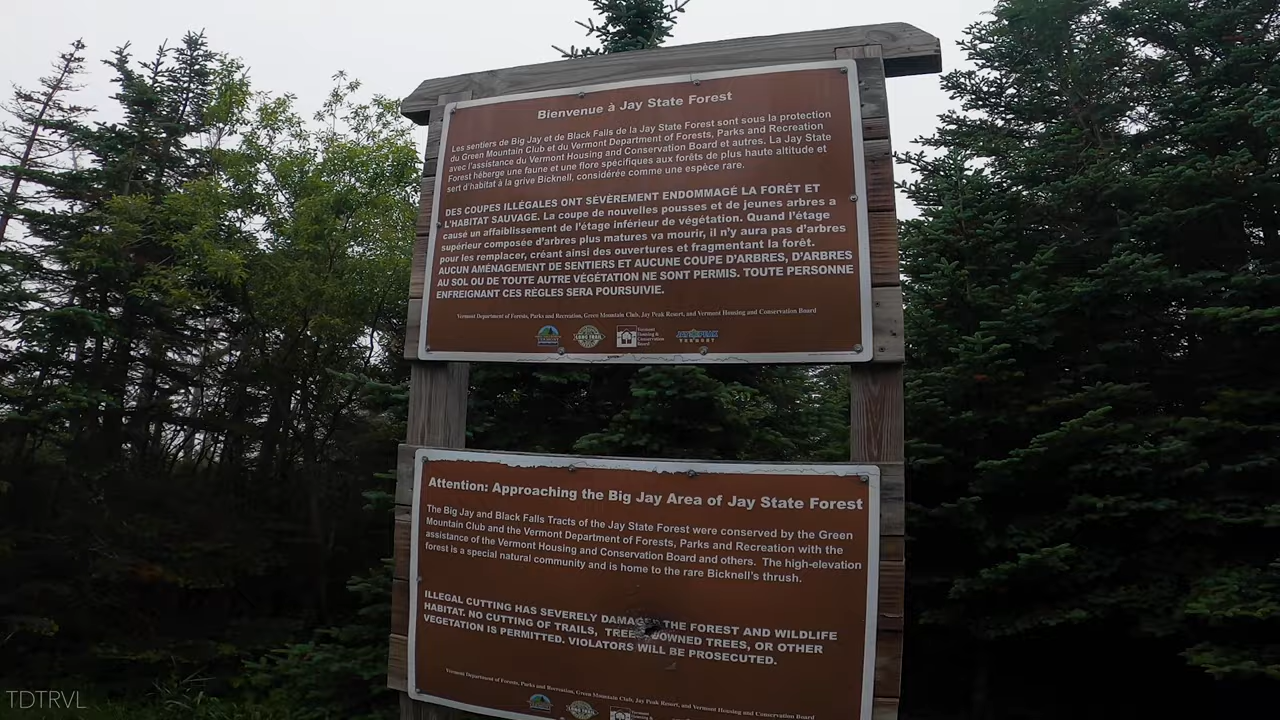 Bienvenue à Jay State Forest
Les sentiers de Big Jay et de Black Falls de la Jay State Forest sont sous la protection
du Green Mountain Club et du Vermont Department of Forests, Parks and Recreation
avec l'assistance du Vermont Housing and Conservation Board et autres. La Jay State
Forest héberge une faune et une flore spécifiques aux forêts de plus haute altitude et
sert d'habitat à la grive Bicknell, considérée comme une espèce rare.
DES COUPES ILLÉGALES ONT SÉVÈREMENT ENDOMMAGÉ LA FORÊT ET
L'HABITAT SAUVAGE. La coupe de nouvelles pousses et de jeunes arbres a
causé un affaiblissement de l'étage inférieur de végétation. Quand l'étage
supérieur composée d'arbres plus matures va mourir, il n'y aura pas d'arbres
pour les remplacer, créant ainsi des ouvertures et fragmentant la forêt.
AUCUN AMÉNAGEMENT DE SENTIERS ET AUCUNE COUPE D'ARBRES, D'ARBRES
AU SOL OU DE TOUTE AUTRE VÉGÉTATION NE SONT PERMIS. TOUTE PERSONNE
ENFREIGNANT CES RÈGLES SERA POURSUIVIE.
Vermont Department of Forests, Parks and Recreation, Green Mountain Club, Jay Peak Resort, and Vermont Housing and Conservation Board
LONG TRAIL
Vermont
Housing &
Conservation
Board
JAY PEAK
VERMONT
Attention: Approaching the Big Jay Area of Jay State Forest
The Big Jay and Black Falls Tracts of the Jay State Forest were conserved by the Green
Mountain Club and the Vermont Department of Forests, Parks and Recreation with the
assistance of the Vermont Housing and Conservation Board and others. The high-elevation
forest is a special natural community and is home to the rare Bicknell's thrush.
ILLEGAL CUTTING HAS SEVERELY THE FOREST AND WILDLIFE
HABITAT. NO CUTTING OF TRAILS, DOWNED TREES, OR OTHER
VEGETATION IS PERMITTED. VIOLATORS WILL BE PROSECUTED.
Vermont Department of Forests, Parks and Recreation, Green Mountain Club, Jay Peak Resort, and Vermont Housing and Conservation Board
LONG TRAIL
Vermont
Housing &
TDTRVL